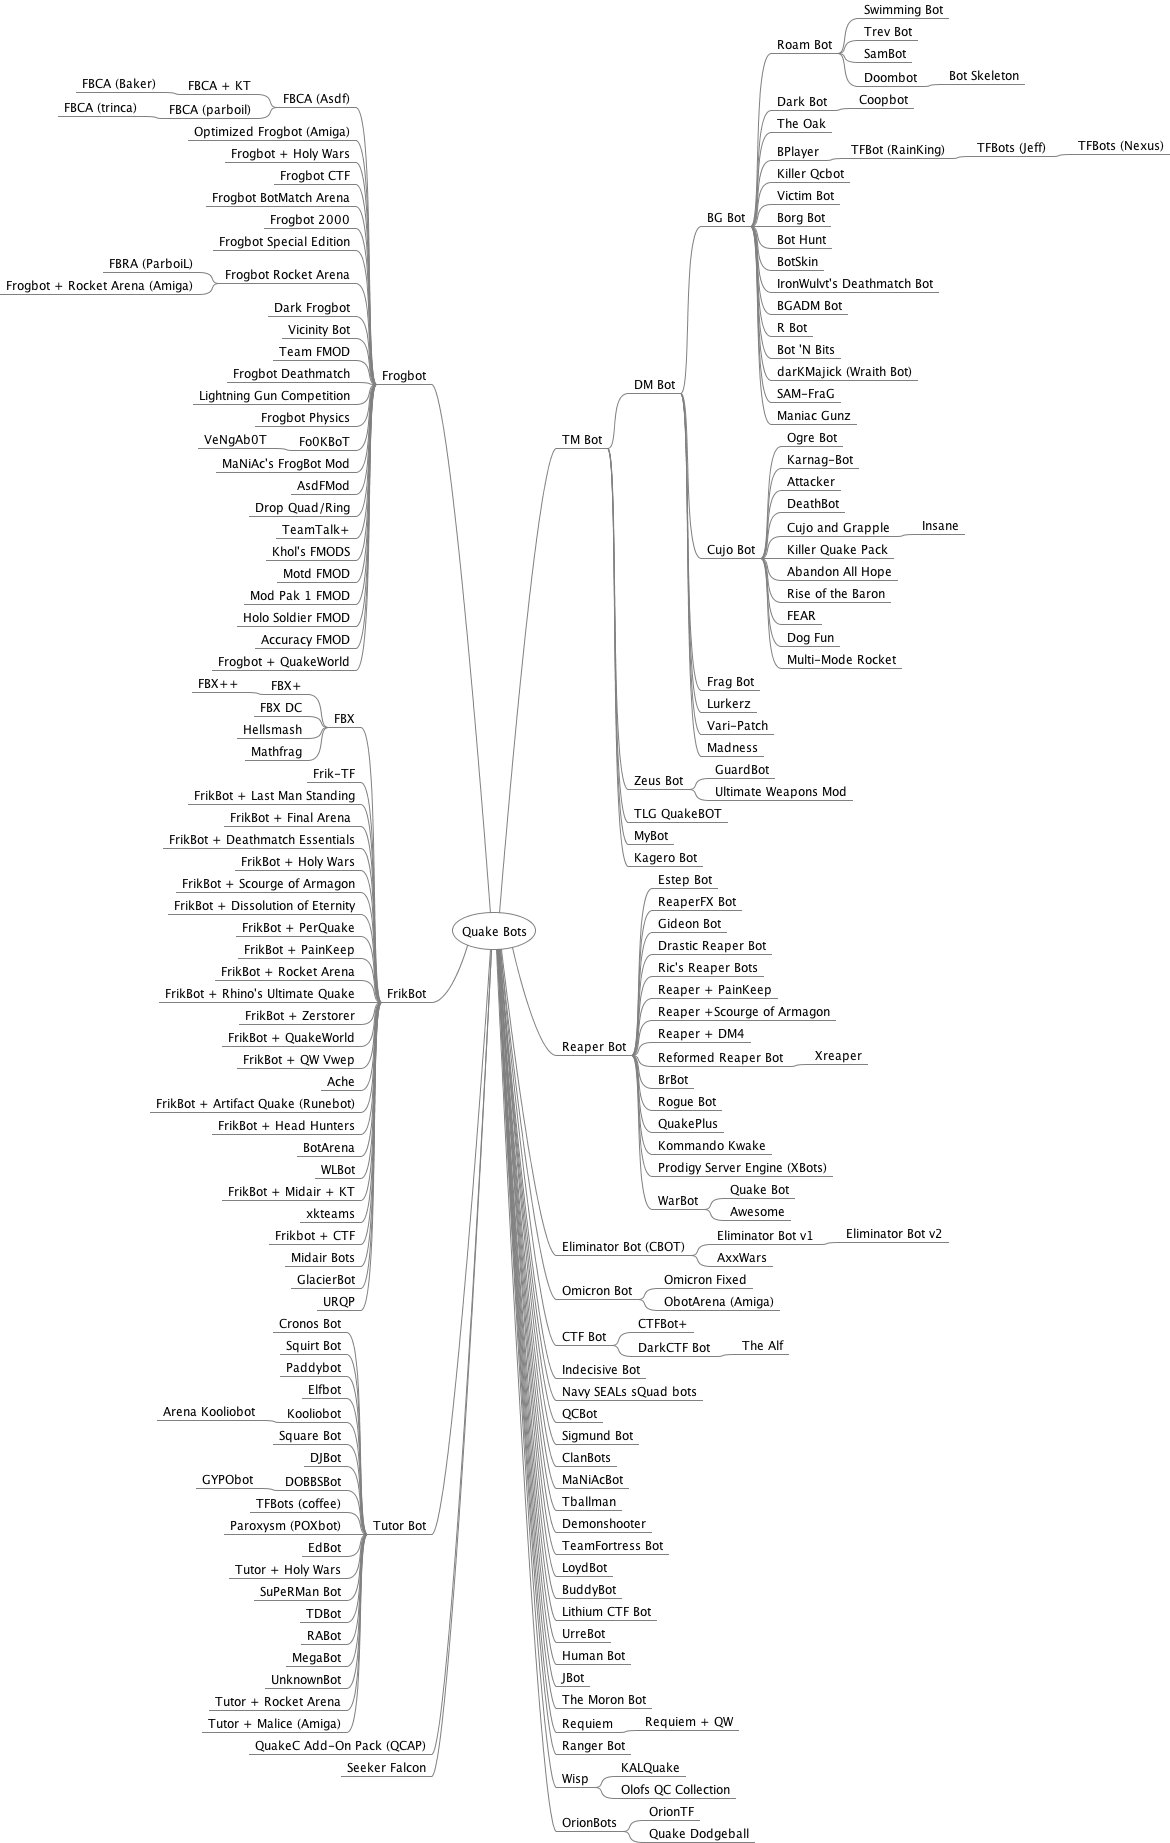 Quake Bots
Frogbot
FBCA (Asdf)
FBCA + KT
FBCA (Baker)
FBCA (parboil)
FBCA (trinca)
Optimized Frogbot (Amiga)
Frogbot + Holy Wars
Frogbot CTF
Frogbot BotMatch Arena
Frogbot 2000
Frogbot Special Edition
Frogbot Rocket Arena
FBRA (ParboiL)
Frogbot + Rocket Arena (Amiga)
Dark Frogbot
Vicinity Bot
Team FMOD
Frogbot Deathmatch
Lightning Gun Competition
Frogbot Physics
Fo0KBoT
VeNgAb0T
MaNiAc's FrogBot Mod
AsdFMod
Drop Quad/Ring
TeamTalk+
Khol's FMODS
Motd FMOD
Mod Pak 1 FMOD
Holo Soldier FMOD
Accuracy FMOD
Frogbot + QuakeWorld
FrikBot
FBX
FBX+
FBX++
FBX DC
Hellsmash
Mathfrag
Frik-TF
FrikBot + Last Man Standing
FrikBot + Final Arena
FrikBot + Deathmatch Essentials
FrikBot + Holy Wars
FrikBot + Scourge of Armagon
FrikBot + Dissolution of Eternity
FrikBot + PerQuake
FrikBot + PainKeep
FrikBot + Rocket Arena
FrikBot + Rhino's Ultimate Quake
FrikBot + Zerstorer
FrikBot + QuakeWorld
FrikBot + QW Vwep
Ache
FrikBot + Artifact Quake (Runebot)
FrikBot + Head Hunters
BotArena
WLBot
FrikBot + Midair + KT
xkteams
Frikbot + CTF
Midair Bots
GlacierBot
URQP
Tutor Bot
Cronos Bot
Squirt Bot
Paddybot
Elfbot
Kooliobot
Arena Kooliobot
Square Bot
DJBot
DOBBSBot
GYPObot
TFBots (coffee)
Paroxysm (POXbot)
EdBot
Tutor + Holy Wars
SuPeRMan Bot
TDBot
RABot
MegaBot
UnknownBot
Tutor + Rocket Arena
Tutor + Malice (Amiga)
QuakeC Add-On Pack (QCAP)
Seeker Falcon
TM Bot
DM Bot
BG Bot
Roam Bot
Swimming Bot
Trev Bot
SamBot
Doombot
Bot Skeleton
Dark Bot
Coopbot
The Oak
BPlayer
TFBot (RainKing)
TFBots (Jeff)
TFBots (Nexus)
Killer Qcbot
Victim Bot
Borg Bot
Bot Hunt
BotSkin
IronWulvt's Deathmatch Bot
BGADM Bot
R Bot
Bot 'N Bits
darKMajick (Wraith Bot)
SAM-FraG
Maniac Gunz
Cujo Bot
Ogre Bot
Karnag-Bot
Attacker
DeathBot
Cujo and Grapple
Insane
Killer Quake Pack
Abandon All Hope
Rise of the Baron
FEAR
Dog Fun
Multi-Mode Rocket
Frag Bot
Lurkerz
Vari-Patch
Madness
Zeus Bot
GuardBot
Ultimate Weapons Mod
TLG QuakeBOT
MyBot
Kagero Bot
Reaper Bot
Estep Bot
ReaperFX Bot
Gideon Bot
Drastic Reaper Bot
Ric's Reaper Bots
Reaper + PainKeep
Reaper +Scourge of Armagon
Reaper + DM4
Reformed Reaper Bot
Xreaper
BrBot
Rogue Bot
QuakePlus
Kommando Kwake
Prodigy Server Engine (XBots)
WarBot
Quake Bot
Awesome
Eliminator Bot (CBOT)
Eliminator Bot v1
Eliminator Bot v2
AxxWars
Omicron Bot
Omicron Fixed
ObotArena (Amiga)
CTF Bot
CTFBot+
DarkCTF Bot
The Alf
Indecisive Bot
Navy SEALs sQuad bots
QCBot
Sigmund Bot
ClanBots
MaNiAcBot
Tballman
Demonshooter
TeamFortress Bot
LoydBot
BuddyBot
Lithium CTF Bot
UrreBot
Human Bot
JBot
The Moron Bot
Requiem
Requiem + QW
Ranger Bot
Wisp
KALQuake
Olofs QC Collection
OrionBots
OrionTF
Quake Dodgeball